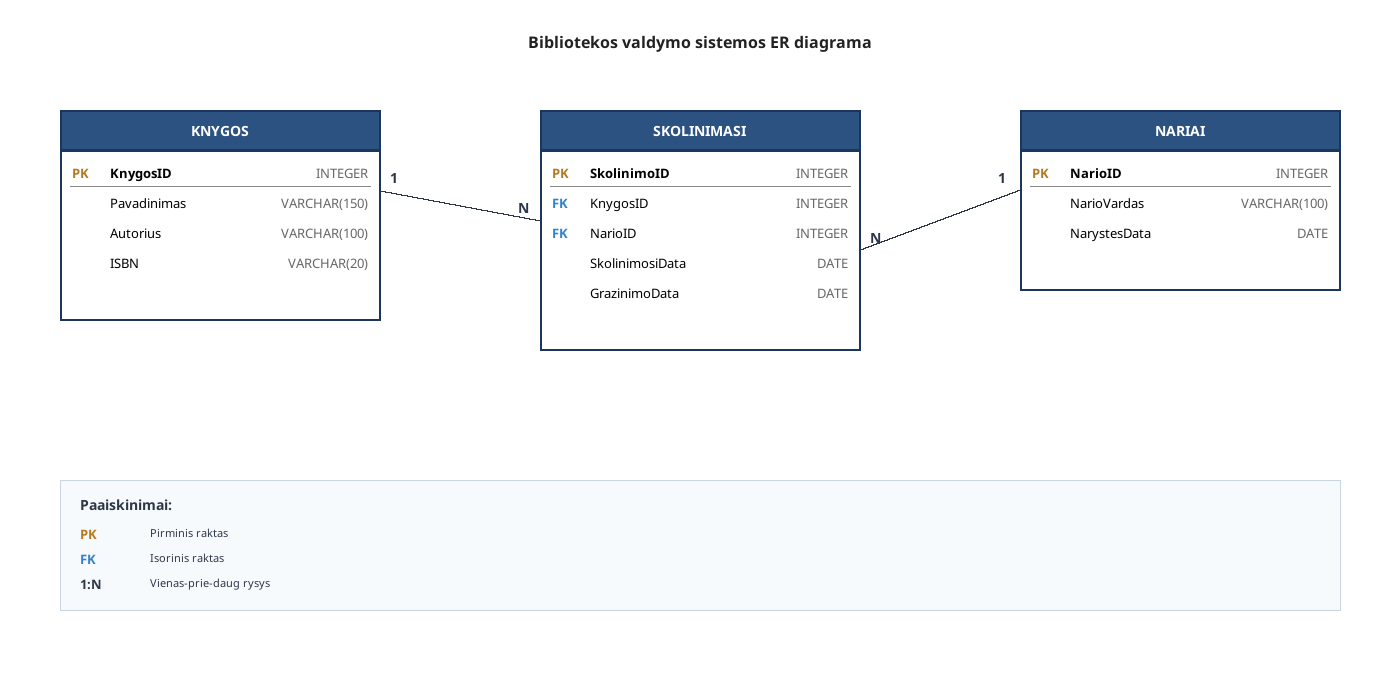 Bibliotekos valdymo sistemos ER diagrama
KNYGOS
PK KnygosID INTEGER
Pavadinimas VARCHAR(150)
Autorius VARCHAR(100)
ISBN VARCHAR(20)
1
N
SKOLINIMASI
PK SkolinimoID INTEGER
FK KnygosID INTEGER
FK NarioID INTEGER
SkolinimosiData DATE
GrazinimoData DATE
N
1
NARIAI
PK NarioID INTEGER
NarioVardas VARCHAR(100)
NarystesData DATE
Paaiskinimai:
PK Pirminis raktas
FK Isorinis raktas
1:N Vienas-prie-daug rysys